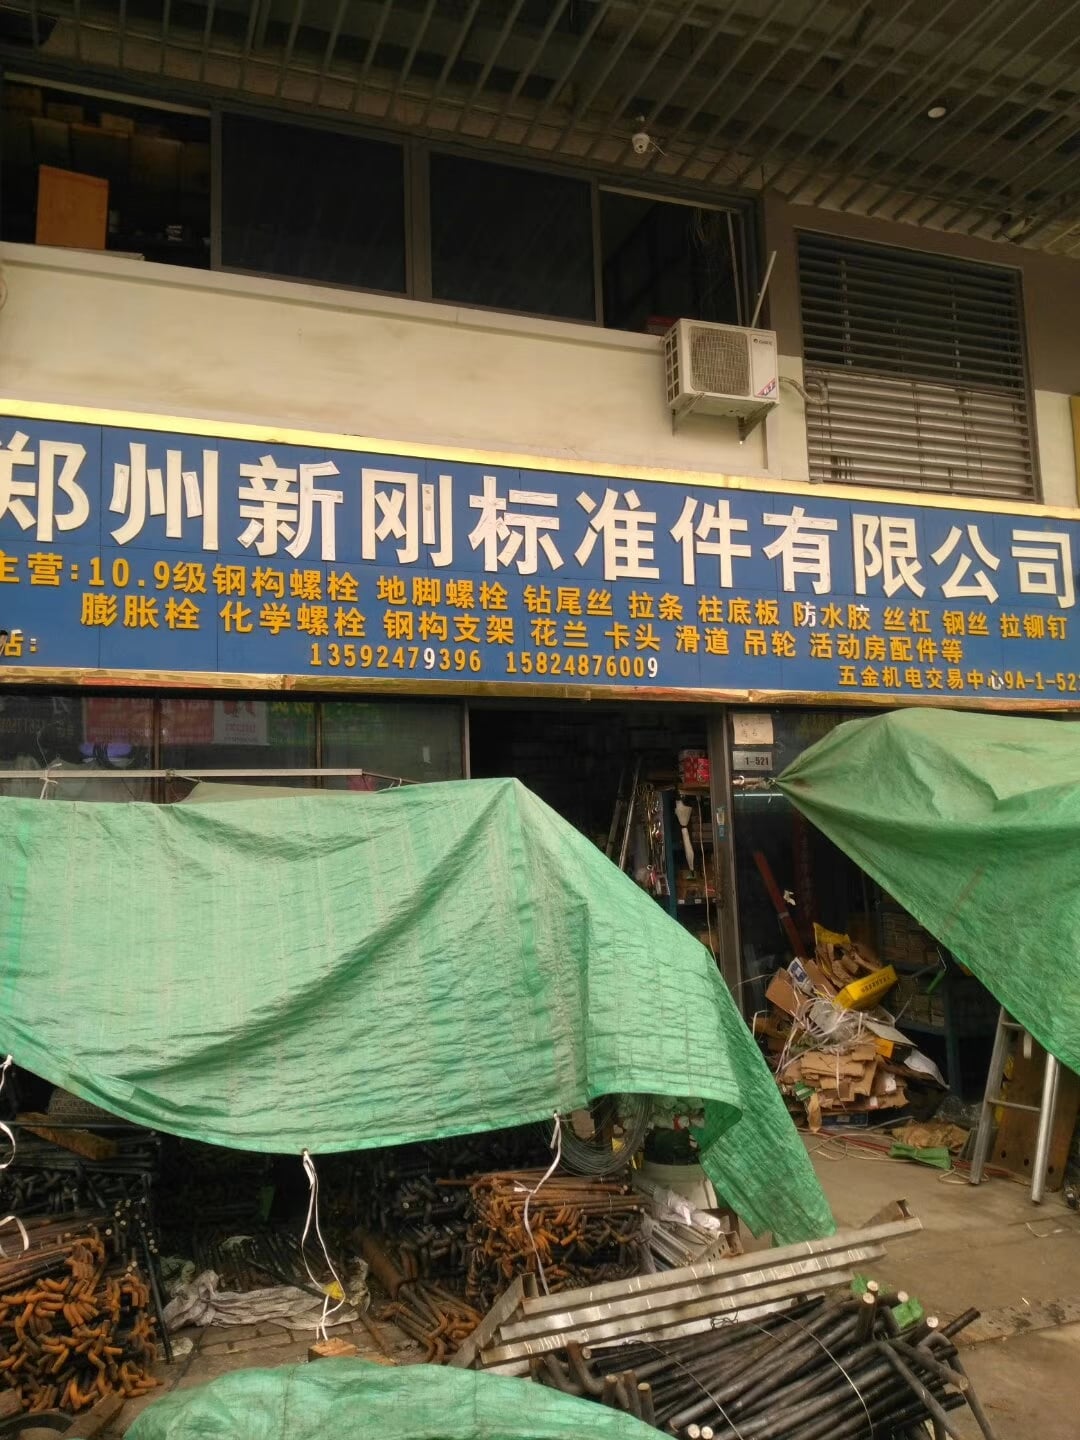 郑州新刚标准件有限公司
主营:10.9级钢构螺栓 地脚螺栓 钻尾丝 拉条 柱底板 防水胶 丝杠 钢丝 拉铆钉
膨胀栓 化学螺栓 钢构支架 花兰 卡头 滑道 吊轮 活动房配件等
话: 13592479396 15824876009
五金机电交易中心9A-1-521
1-521